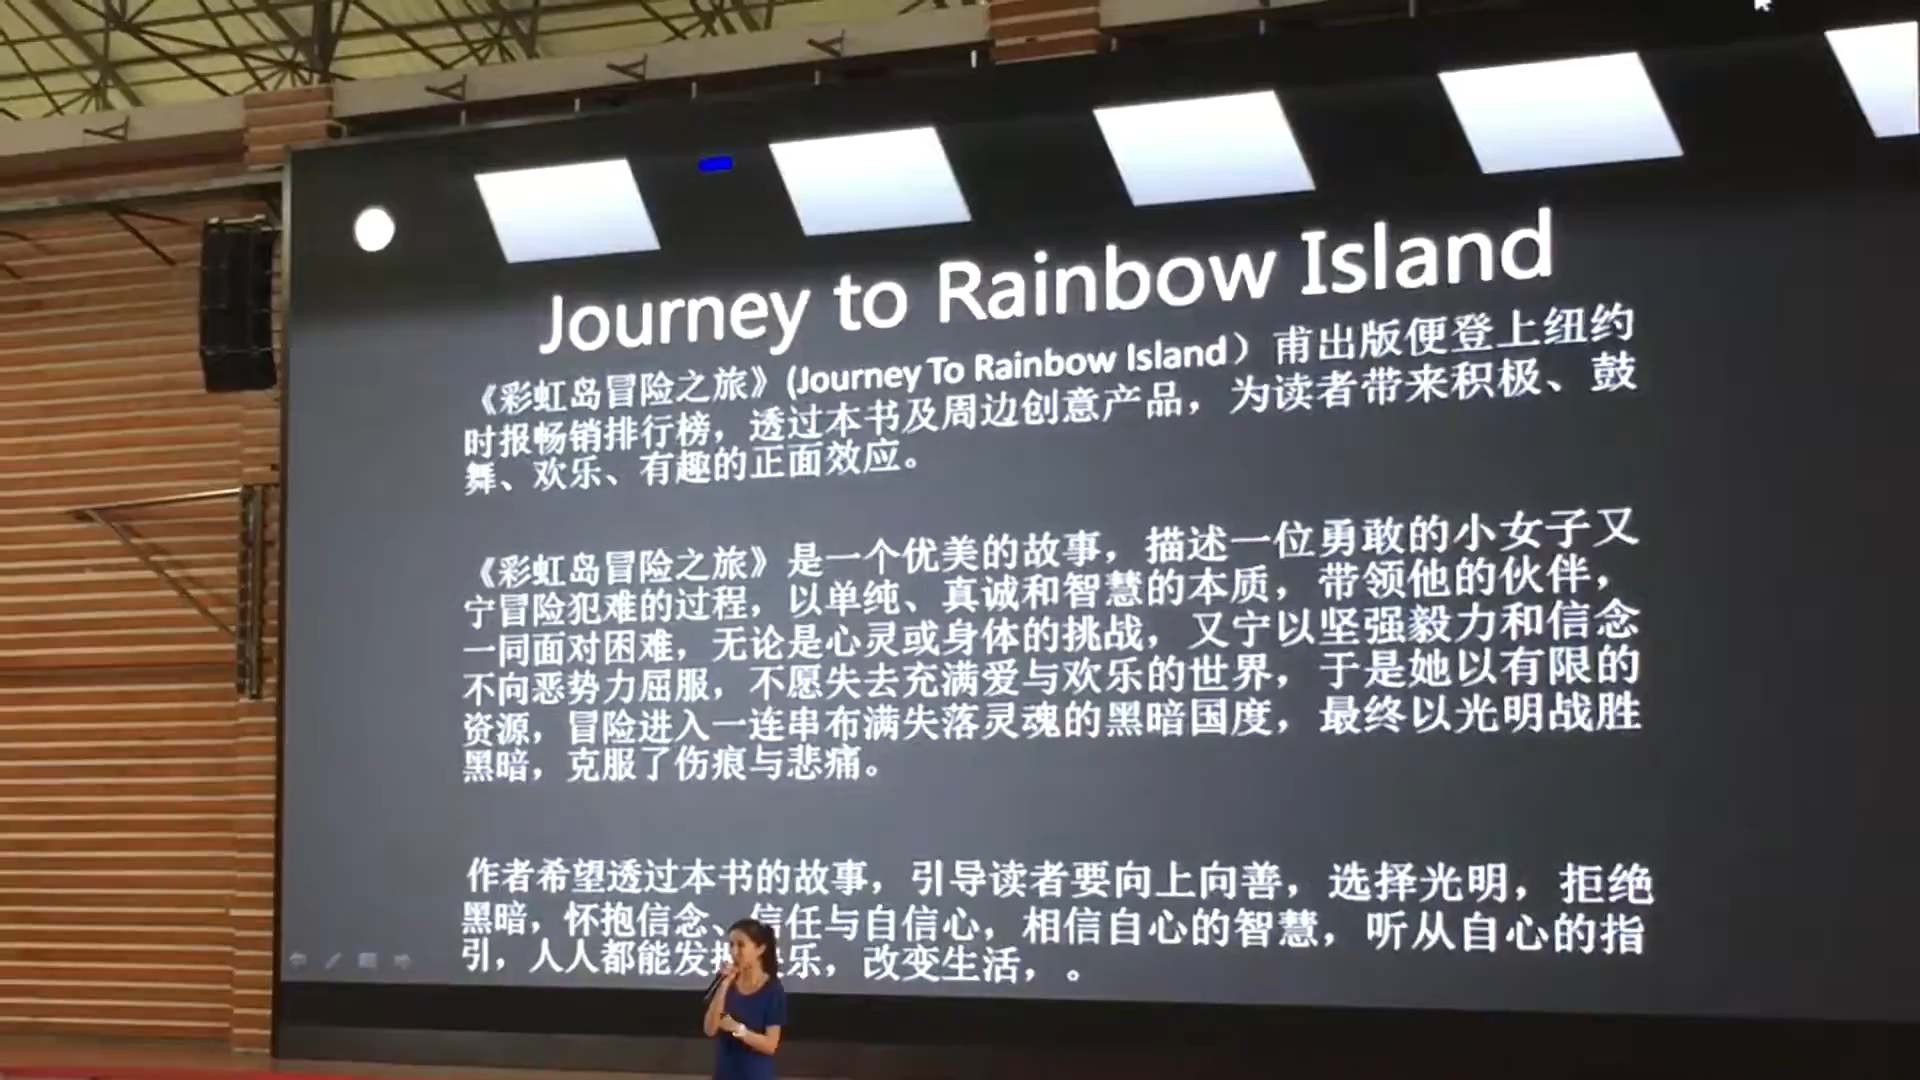 Journey to Rainbow Island
《彩虹岛冒险之旅》(Journey To Rainbow Island）甫出版便登上纽约
时报畅销排行榜，透过本书及周边创意产品，为读者带来积极、鼓
舞、欢乐、有趣的正面效应。
《彩虹岛冒险之旅》是一个优美的故事，描述一位勇敢的小女子又
宁冒险犯难的过程，以单纯、真诚和智慧的本质，带领他的伙伴，
一同面对困难，无论是心灵或身体的挑战，又宁以坚强毅力和信念
不向恶势力屈服，不愿失去充满爱与欢乐的世界，于是她以有限的
资源，冒险进入一连串布满失落灵魂的黑暗国度，最终以光明战胜
黑暗，克服了伤痕与悲痛。
作者希望透过本书的故事，引导读者要向上向善，选择光明，拒绝
黑暗，怀抱信念、信任与自信心，相信自心的智慧，听从自心的指
引，人人都能发乐，改变生活，。